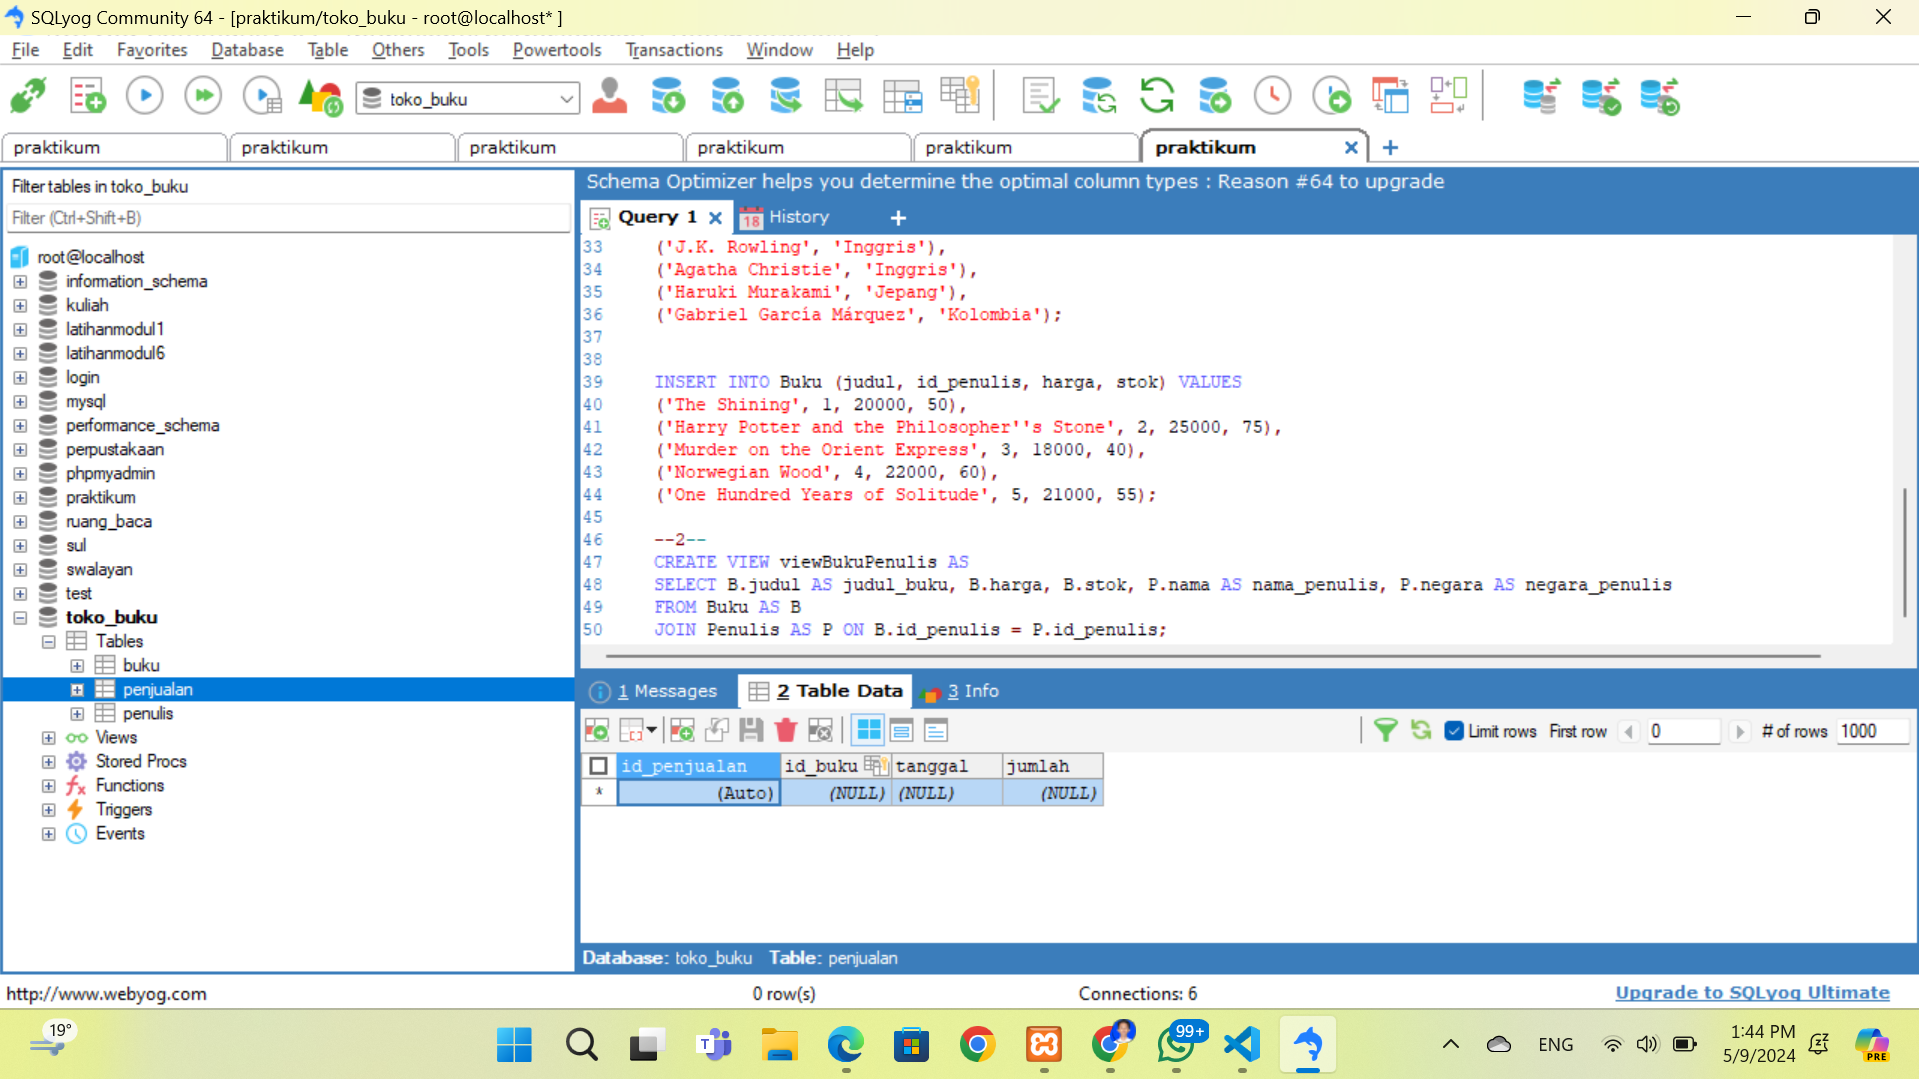 SQLyog Community 64 - [praktikum/toko_buku - root@localhost* ]
File Edit Favorites Database Table Others Tools Powertools Transactions Window Help
toko_buku
praktikum praktikum praktikum praktikum praktikum praktikum
Filter tables in toko_buku
Filter (Ctrl+Shift+B)
root@localhost
information_schema
kuliah
latihanmodul1
latihanmodul6
login
mysql
performance_schema
perpustakaan
phpmyadmin
praktikum
ruang_baca
sul
swalayan
test
toko_buku
Tables
buku
penjualan
penulis
Views
Stored Procs
Functions
Triggers
Events
Schema Optimizer helps you determine the optimal column types : Reason #64 to upgrade
Query 1 18 History
33 ('J.K. Rowling', 'Inggris'),
34 ('Agatha Christie', 'Inggris'),
35 ('Haruki Murakami', 'Jepang'),
36 ('Gabriel García Márquez', 'Kolombia');
37
38
39 INSERT INTO Buku (judul, id_penulis, harga, stok) VALUES
40 ('The Shining', 1, 20000, 50),
41 ('Harry Potter and the Philosopher''s Stone', 2, 25000, 75),
42 ('Murder on the Orient Express', 3, 18000, 40),
43 ('Norwegian Wood', 4, 22000, 60),
44 ('One Hundred Years of Solitude', 5, 21000, 55);
45
46 --2--
47 CREATE VIEW viewBukuPenulis AS
48 SELECT B.judul AS judul_buku, B.harga, B.stok, P.nama AS nama_penulis, P.negara AS negara_penulis
49 FROM Buku AS B
50 JOIN Penulis AS P ON B.id_penulis = P.id_penulis;
1 Messages 2 Table Data 3 Info
Limit rows First row 0 # of rows 1000
id_penjualan id_buku tanggal jumlah
* (Auto) (NULL) (NULL) (NULL)
Database: toko_buku Table: penjualan
http://www.webyog.com 0 row(s) Connections: 6 Upgrade to SQLyog Ultimate
19° 99+ ENG 1:44 PM
5/9/2024 PRE